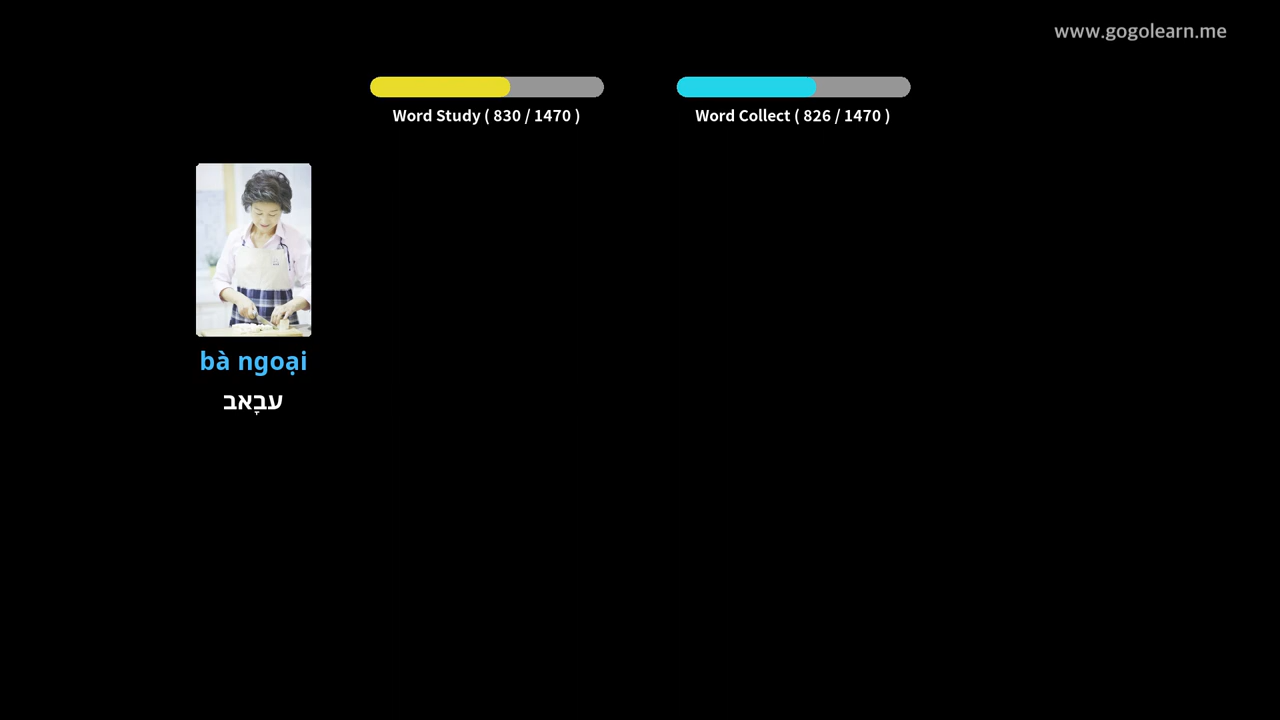 www.gogolearn.me
Word Study ( 830 / 1470 )
Word Collect ( 826 / 1470 )
bà ngoại
עבָאב